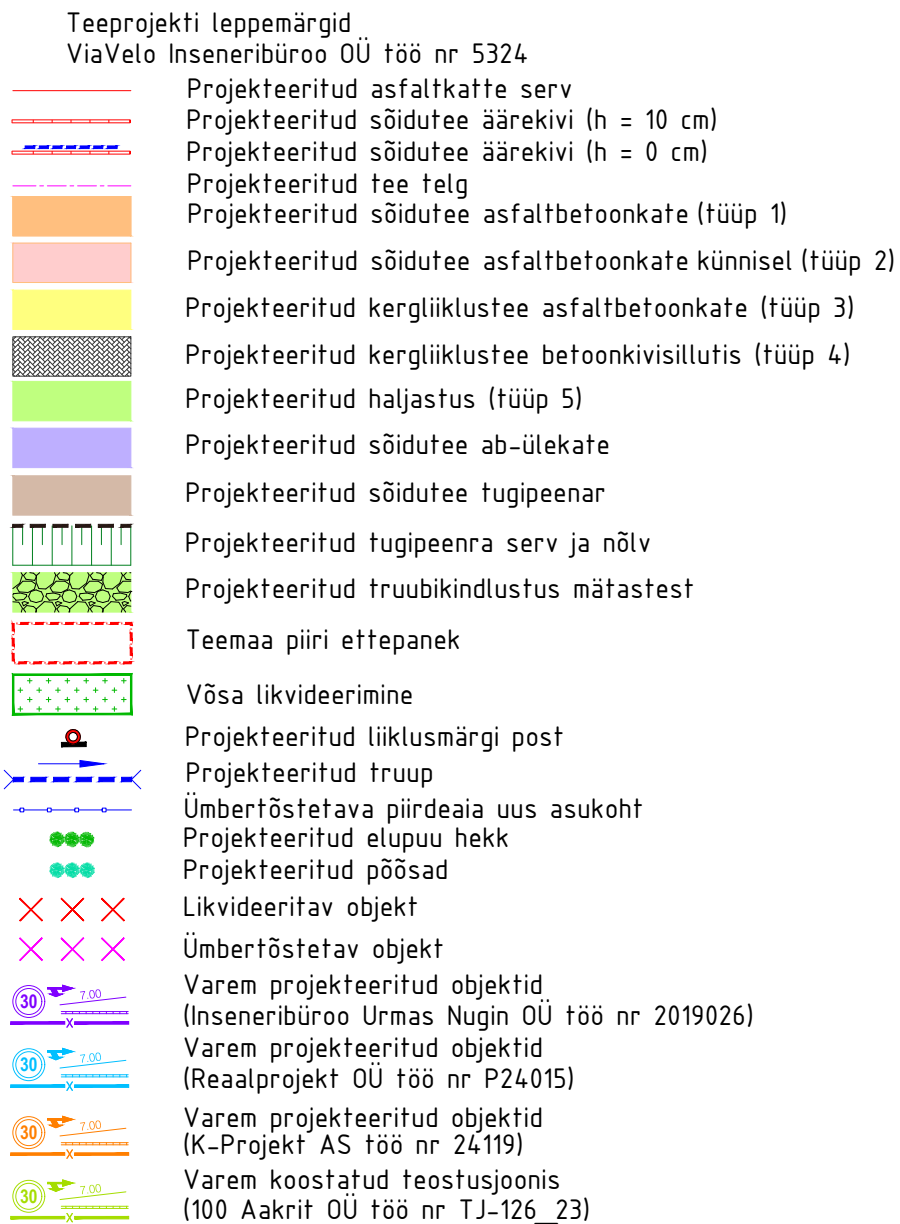 Teeprojekti leppemärgid
ViaVelo Inseneribüroo OÜ töö nr 5324
Projekteeritud asfaltkatte serv
Projekteeritud sõidutee äärekivi (h = 10 cm)
Projekteeritud sõidutee äärekivi (h = 0 cm)
Projekteeritud tee telg
Projekteeritud sõidutee asfaltbetoonkate (tüüp 1)
Projekteeritud sõidutee asfaltbetoonkate künnisel (tüüp 2)
Projekteeritud kergliiklustee asfaltbetoonkate (tüüp 3)
Projekteeritud kergliiklustee betoonkivisillutis (tüüp 4)
Projekteeritud haljastus (tüüp 5)
Projekteeritud sõidutee ab-ülekate
Projekteeritud sõidutee tugipeenar
Projekteeritud tugipeenra serv ja nõlv
Projekteeritud truubikindlustus mätastest
Teemaa piiri ettepanek
Võsa likvideerimine
Projekteeritud liiklusmärgi post
Projekteeritud truup
Ümbertõstetava piirdeaia uus asukoht
Projekteeritud elupuu hekk
Projekteeritud põõsad
Likvideeritav objekt
Ümbertõstetav objekt
30 7.00 Varem projekteeritud objektid
(Inseneribüroo Urmas Nugin OÜ töö nr 2019026)
30 7.00 Varem projekteeritud objektid
(Reaalprojekt OÜ töö nr P24015)
30 7.00 Varem projekteeritud objektid
(K-Projekt AS töö nr 24119)
30 7.00 Varem koostatud teostusjoonis
(100 Aakrit OÜ töö nr TJ-126_23)